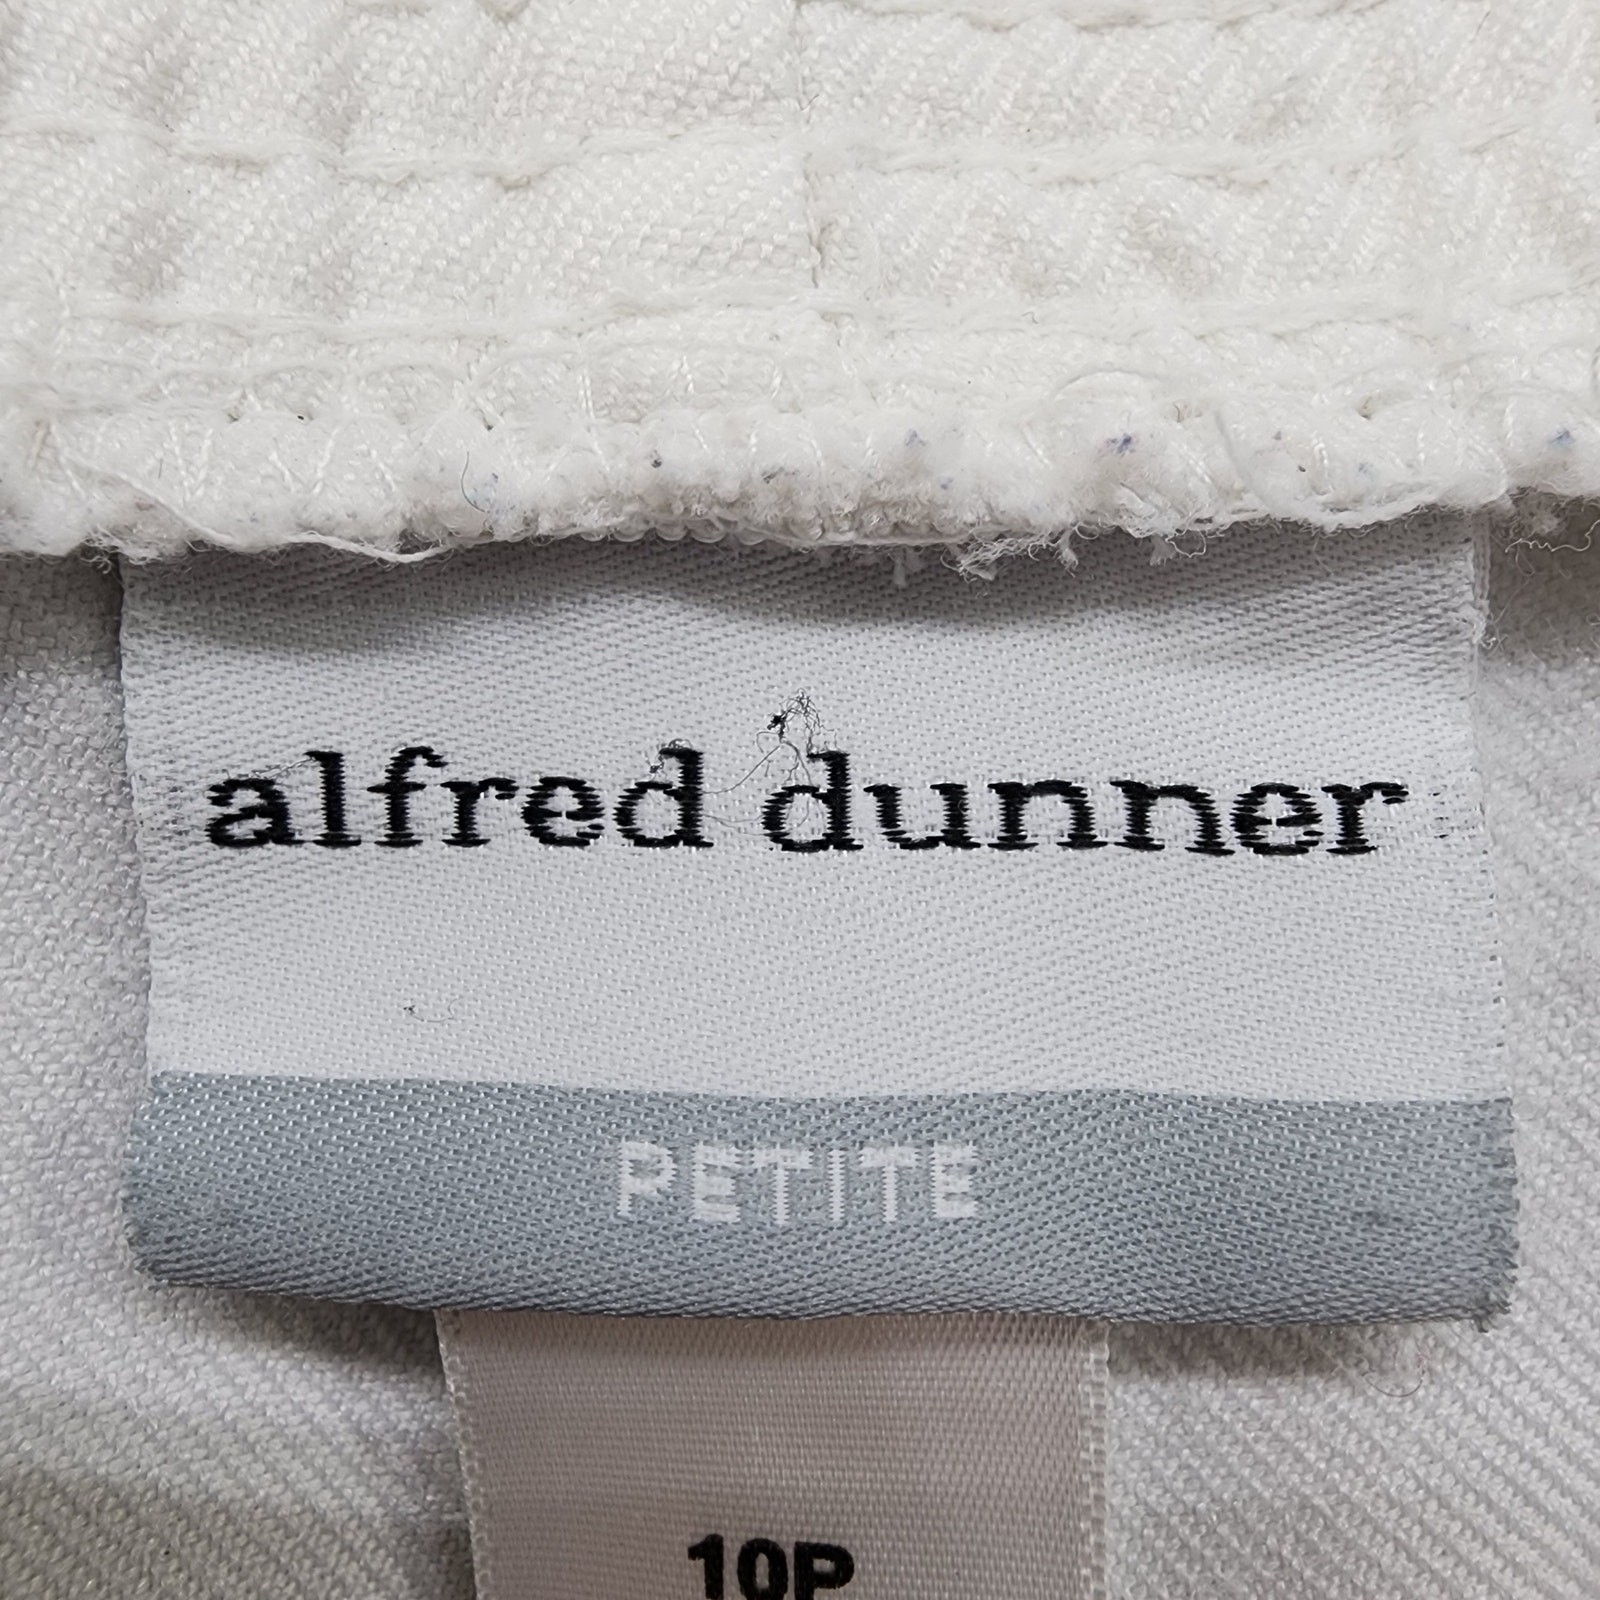 alfred dunner
PETITE
10P